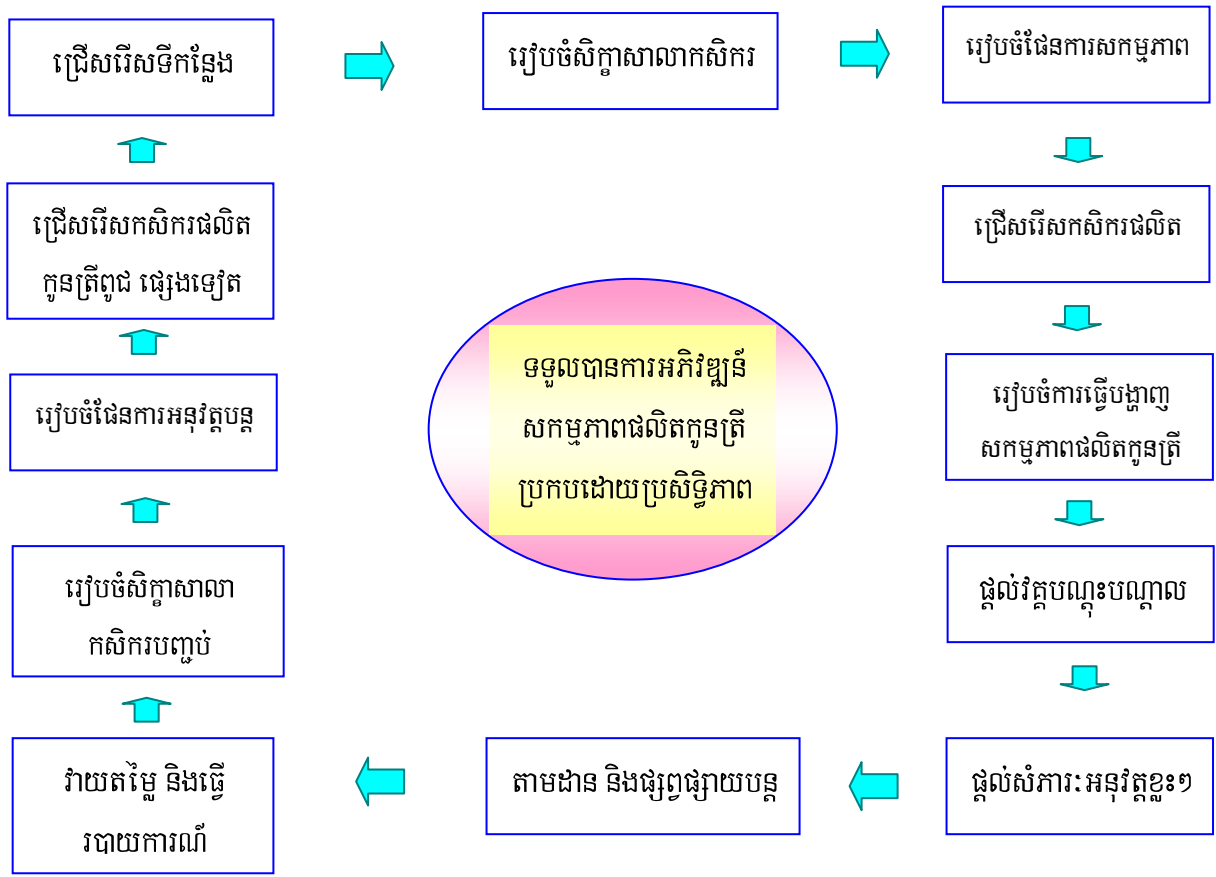 ជ្រើសរើសទីកន្លែង
រៀបចំសិក្ខាសាលាកសិករ
រៀបចំផែនការសកម្មភាព
ជ្រើសរើសកសិករផលិត
រៀបចំការធ្វើបង្ហាញ
សកម្មភាពផលិតកូនត្រី
ផ្តល់វគ្គបណ្តុះបណ្តាល
ផ្តល់សំភារៈអនុវត្តខ្លះៗ
តាមដាន និងផ្សព្វផ្សាយបន្ត
វាយតម្លៃ និងធ្វើ
របាយការណ៍
រៀបចំសិក្ខាសាលា
កសិករបញ្ចប់
រៀបចំផែនការអនុវត្តបន្ត
ជ្រើសរើសកសិករផលិត
កូនត្រីពូជ ផ្សេងទៀត
ទទួលបានការអភិវឌ្ឍន៍
សកម្មភាពផលិតកូនត្រី
ប្រកបដោយប្រសិទ្ធិភាព